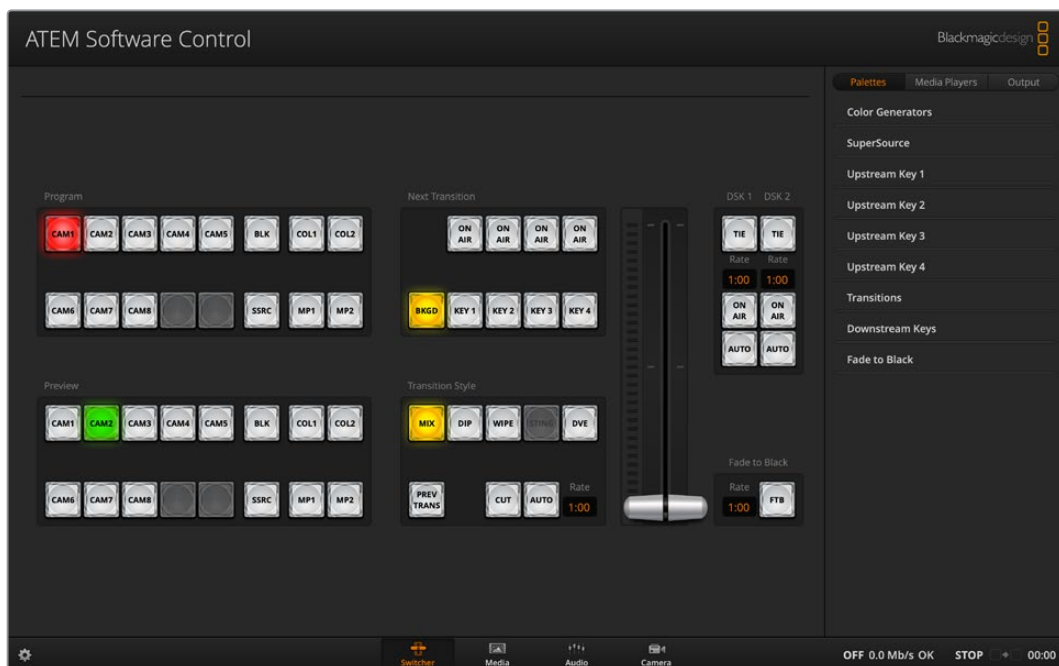 ATEM Software Control
Blackmagicdesign
Palettes Media Players Output
Color Generators
SuperSource
Upstream Key 1
Upstream Key 2
Upstream Key 3
Upstream Key 4
Transitions
Downstream Keys
Fade to Black
Program
CAM1 CAM2 CAM3 CAM4 CAM5 BLK COL1 COL2
CAM6 CAM7 CAM8 SSRC MP1 MP2
Next Transition
ON AIR ON AIR ON AIR ON AIR
BKGD KEY 1 KEY 2 KEY 3 KEY 4
DSK 1 DSK 2
TIE TIE
Rate Rate
1:00 1:00
ON AIR ON AIR
AUTO AUTO
Preview
CAM1 CAM2 CAM3 CAM4 CAM5 BLK COL1 COL2
CAM6 CAM7 CAM8 SSRC MP1 MP2
Transition Style
MIX DIP WIPE STING DVE
PREV TRANS CUT AUTO Rate
1:00
Fade to Black
Rate
1:00 FTB
Switcher Media Audio Camera
OFF 0.0 Mb/s OK STOP 00:00